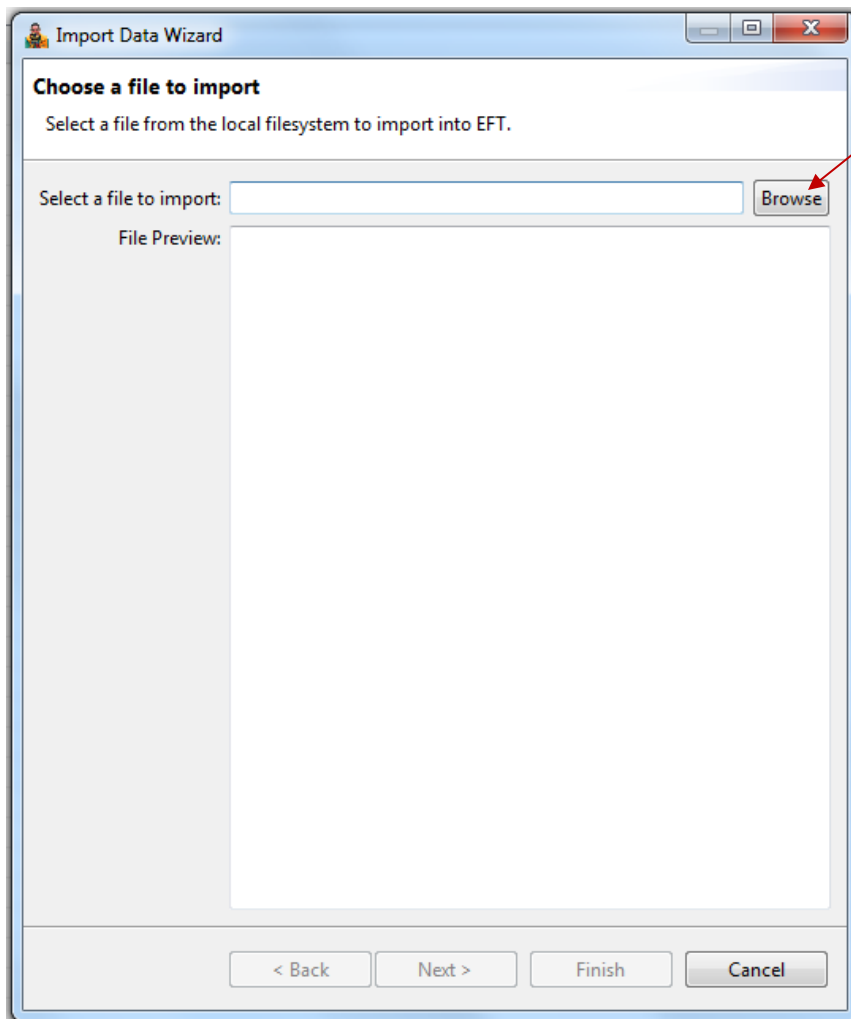 Import Data Wizard
Choose a file to import
Select a file from the local filesystem to import into EFT.
Select a file to import:
Browse
File Preview:
< Back
Next >
Finish
Cancel